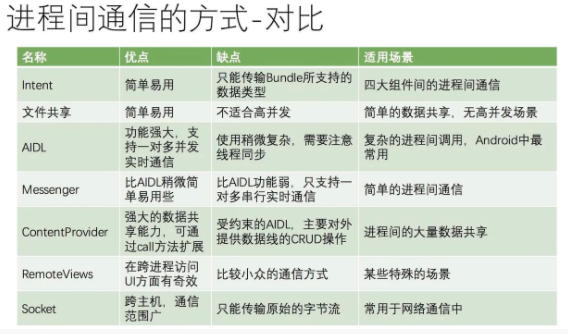 进程间通信的方式-对比
名称 优点 缺点 适用场景
Intent 简单易用 只能传输Bundle所支持的
数据类型 四大组件间的进程间通信
文件共享 简单易用 不适合高并发 简单的数据共享，无高并发场景
AIDL 功能强大，支
持一对多并发
实时通信 使用稍微复杂，需要注意
线程同步 复杂的进程间调用，Android中最
常用
Messenger 比AIDL稍微简
单易用些 比AIDL功能弱，只支持一
对多串行实时通信 简单的进程间通信
ContentProvider 强大的数据共
享能力，可通
过call方法扩展 受约束的AIDL，主要对外
提供数据线的CRUD操作 进程间的大量数据共享
RemoteViews 在跨进程访问
UI方面有奇效 比较小众的通信方式 某些特殊的场景
Socket 跨主机，通信
范围广 只能传输原始的字节流 常用于网络通信中